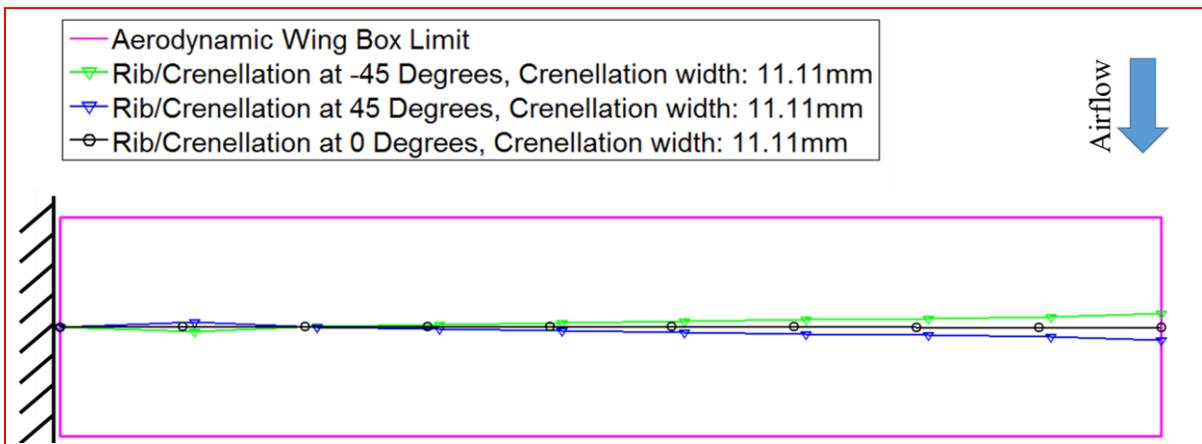 Aerodynamic Wing Box Limit
Rib/Crenellation at -45 Degrees, Crenellation width: 11.11mm
Rib/Crenellation at 45 Degrees, Crenellation width: 11.11mm
Rib/Crenellation at 0 Degrees, Crenellation width: 11.11mm
Airflow